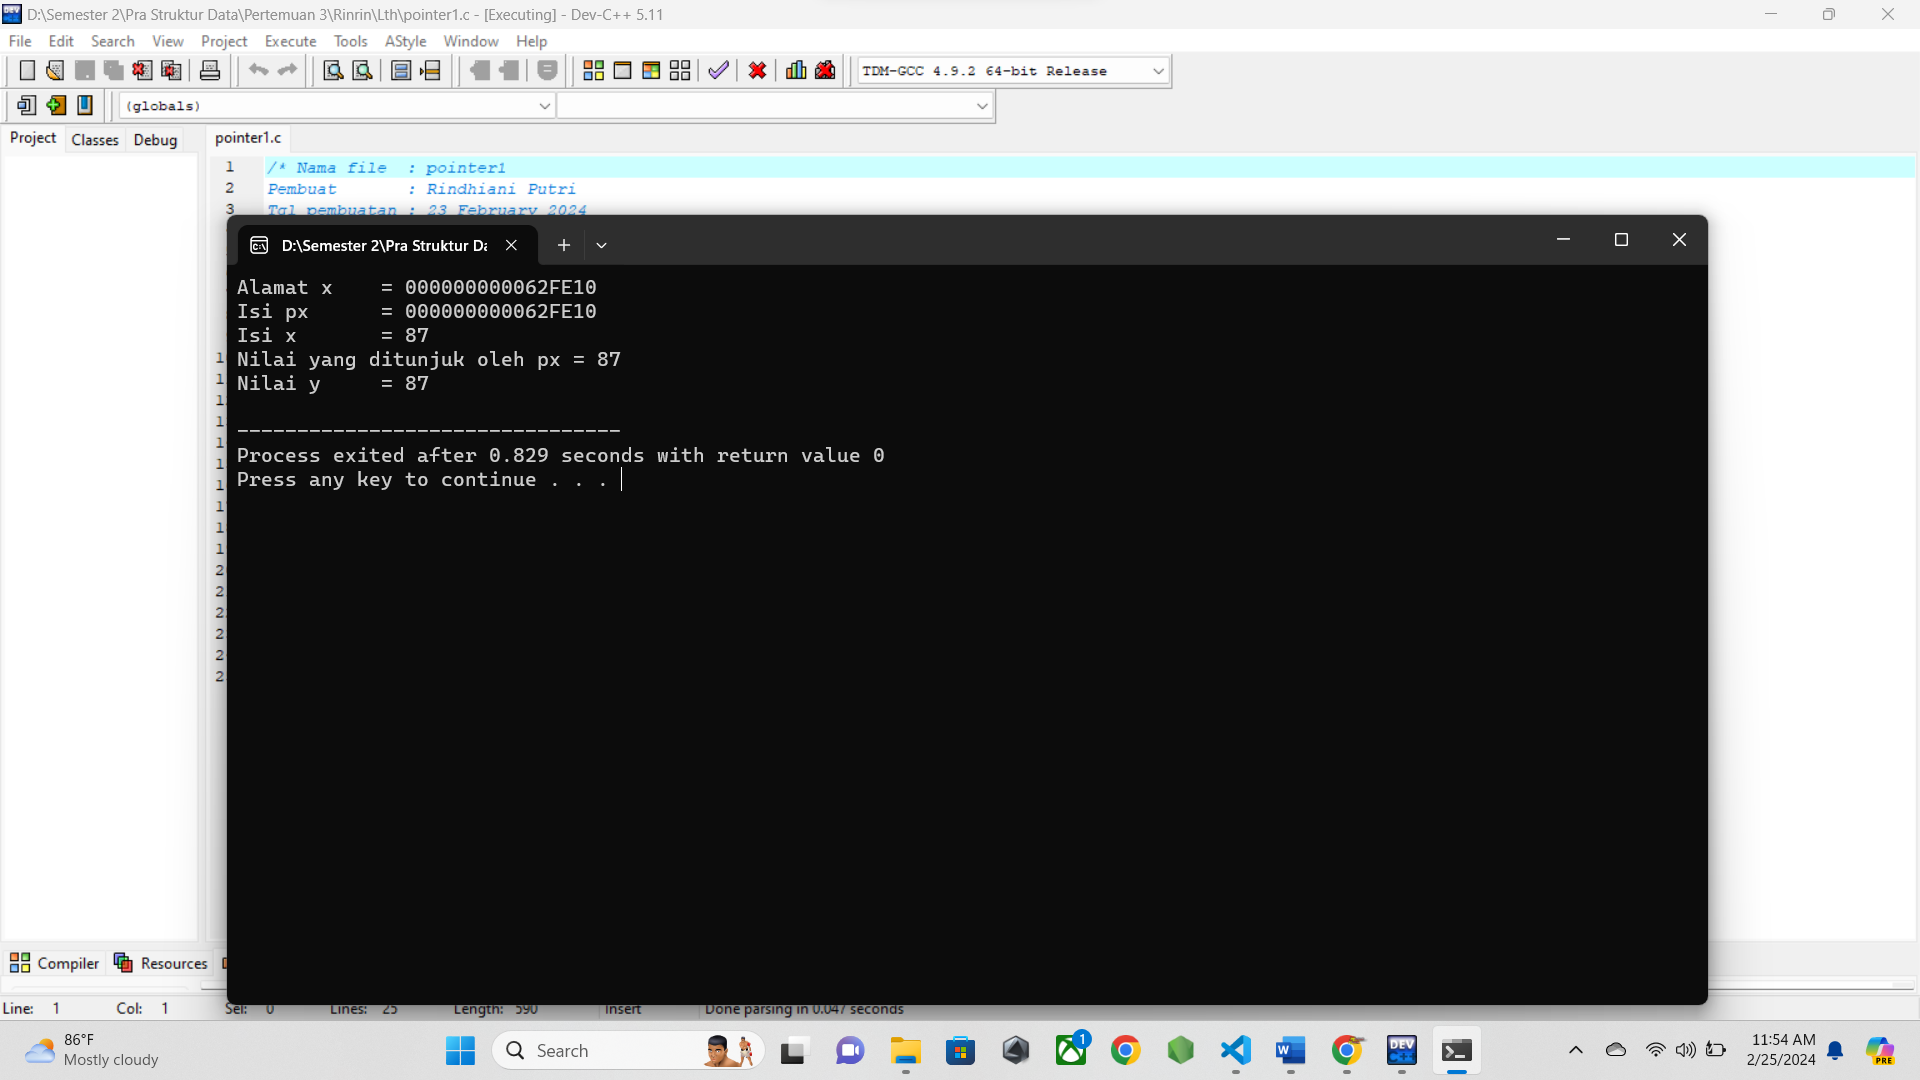 D:\Semester 2\Pra Struktur Data\Pertemuan 3\Rinrin\Lth\pointer1.c - [Executing] - Dev-C++ 5.11
File Edit Search View Project Execute Tools AStyle Window Help
TDM-GCC 4.9.2 64-bit Release
(globals)
Project Classes Debug pointer1.c
1 /* Nama file : pointer1
2 Pembuat : Rindhiani Putri
3 Tgl pembuatan : 23 February 2024
D:\Semester 2\Pra Struktur Da
Alamat x = 000000000062FE10
Isi px = 000000000062FE10
Isi x = 87
Nilai yang ditunjuk oleh px = 87
Nilai y = 87
--------------------------------
Process exited after 0.829 seconds with return value 0
Press any key to continue . . .
Compiler Resources
Line: 1 Col: 1 Sel: 0 Lines: 25 Length: 590 Insert Done parsing in 0.047 seconds
86°F
Mostly cloudy
Search
1
DEV C++
PRE
11:54 AM
2/25/2024